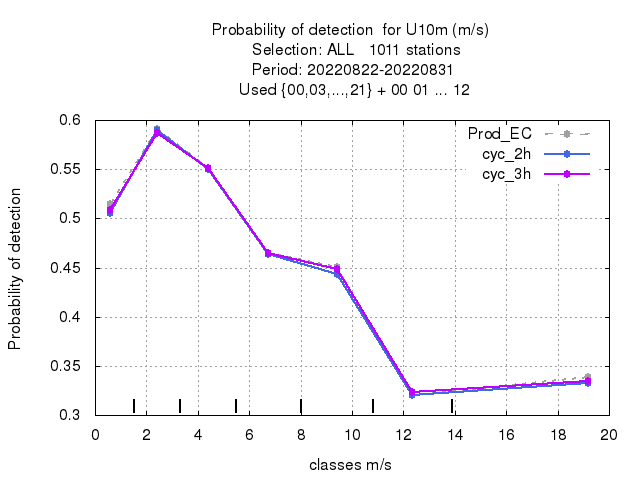 Probability of detection  for U10m (m/s)
Selection: ALL   1011 stations
Period: 20220822-20220831
Used {00,03,...,21} + 00 01 ... 12
Probability of detection
0.6
0.55
0.5
0.45
0.4
0.35
0.3
Prod_EC
cyc_2h
cyc_3h
0 2 4 6 8 10 12 14 16 18 20
classes m/s